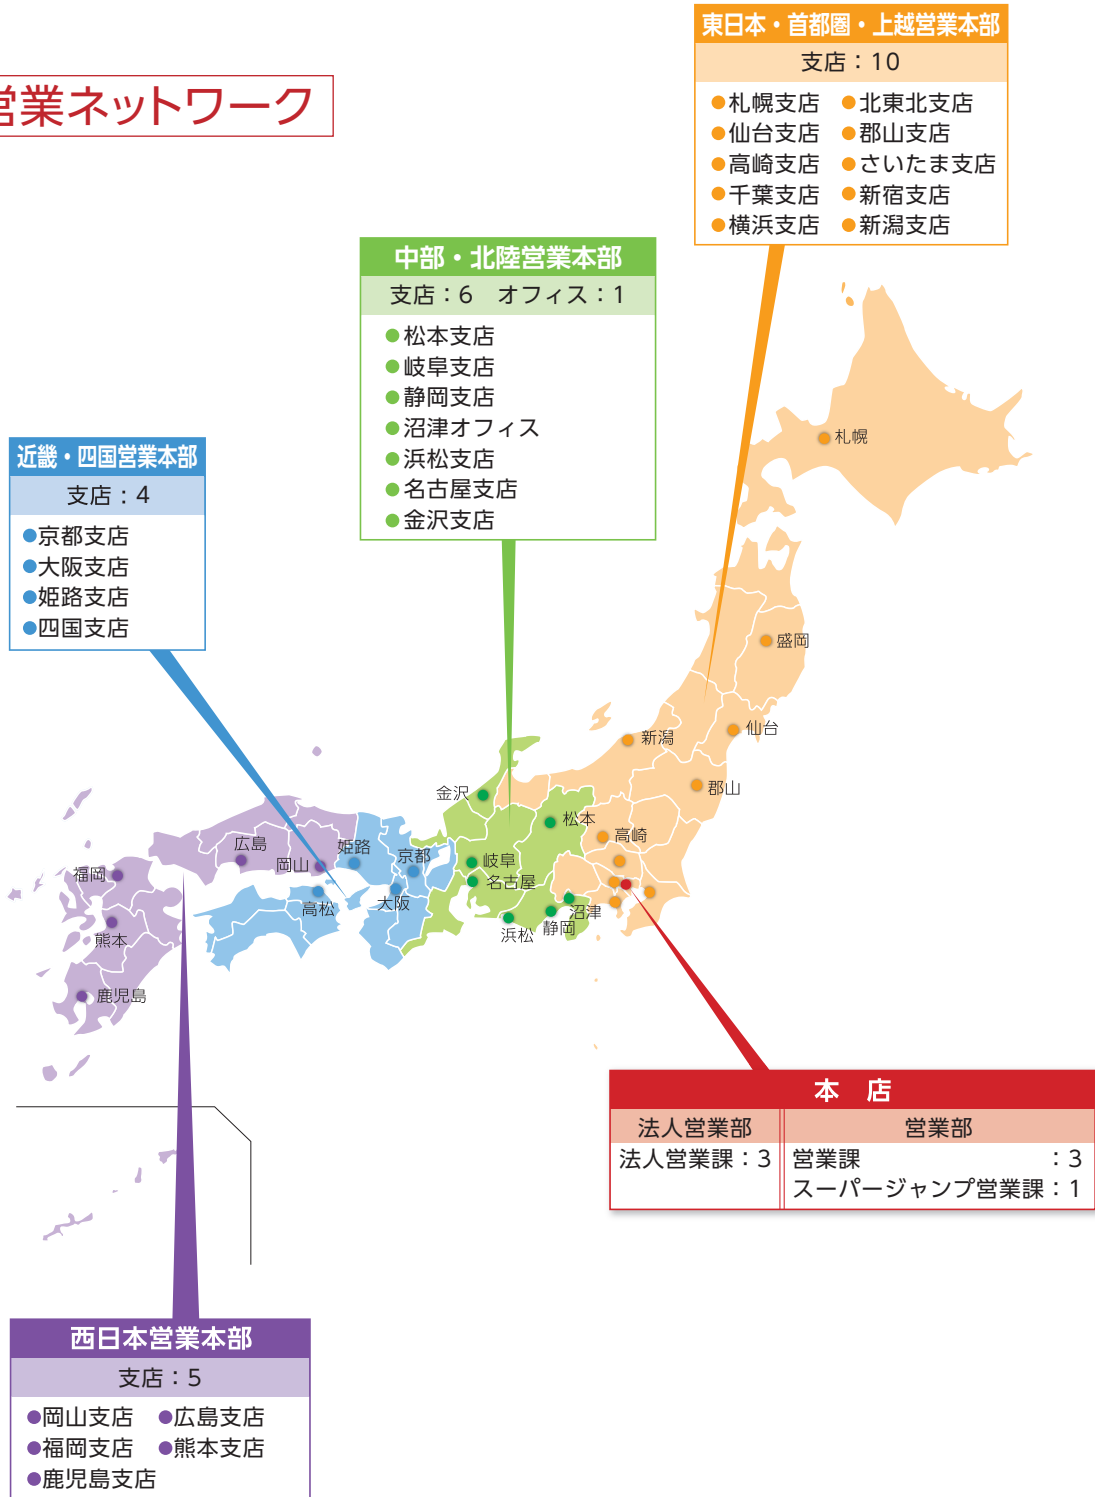 営業ネットワーク
東日本・首都圏・上越営業本部
支店：10
●札幌支店 ●北東北支店
●仙台支店 ●郡山支店
●高崎支店 ●さいたま支店
●千葉支店 ●新宿支店
●横浜支店 ●新潟支店
中部・北陸営業本部
支店：6 オフィス：1
●松本支店
●岐阜支店
●静岡支店
●沼津オフィス
●浜松支店
●名古屋支店
●金沢支店
近畿・四国営業本部
支店：4
●京都支店
●大阪支店
●姫路支店
●四国支店
札幌
盛岡
仙台
新潟
郡山
金沢
松本
高崎
広島
姫路
京都
岐阜
岡山
福岡
名古屋
高松
大阪
沼津
静岡
浜松
熊本
鹿児島
本 店
法人営業部 営業部
法人営業課：3 営業課 ：3
スーパージャンプ営業課：1
西日本営業本部
支店：5
●岡山支店 ●広島支店
●福岡支店 ●熊本支店
●鹿児島支店